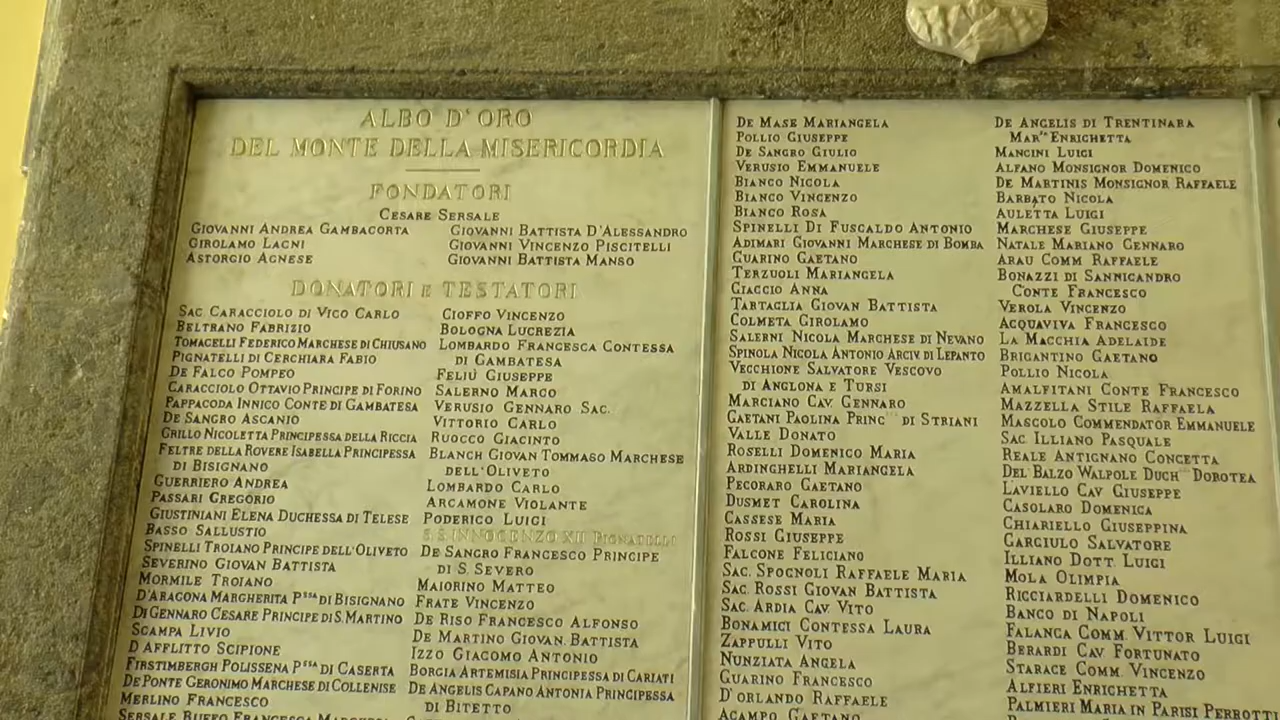 ALBO D'ORO
DEL MONTE DELLA MISERICORDIA
FONDATORI
CESARE SERSALE
GIOVANNI ANDREA GAMBACORTA
GIROLAMO LAGNI
ASTORGIO AGNESE
GIOVANNI BATTISTA D'ALESSANDRO
GIOVANNI VINCENZO PISCITELLI
GIOVANNI BATTISTA MANSO
DONATORI E TESTATORI
SAC CARACCIOLO DI VICO CARLO
BELTRANO FABRIZIO
TOMACELLI FEDERICO MARCHESE DI CHIUSANO
PIGNATELLI DI CERCHIARA FABIO
DE FALCO POMPEO
CARACCIOLO OTTAVIO PRINCIPE DI FORINO
PAPPACODA INNICO CONTE DI GAMBATESA
DE SANGRO ASCANIO
GRILLO NICOLETTA PRINCIPESSA DELLA RICCIA
FELTRE DELLA ROVERE ISABELLA PRINCIPESSA
DI BISIGNANO
GUERRIERO ANDREA
PASSARI GREGORIO
GIUSTINIANI ELENA DUCHESSA DI TELESE
BASSO SALLUSTIO
SPINELLI TROIANO PRINCIPE DELL'OLIVETO
SEVERINO GIOVAN BATTISTA
MORMILE TROIANO
D'ARAGONA MARGHERITA Pssa DI BISIGNANO
DI GENNARO CESARE PRINCIPE DI S. MARTINO
SCAMPA LIVIO
D'AFFLITTO SCIPIONE
FIRSTIMBERGH POLISSENA Pssa DI CASERTA
DE PONTE GERONIMO MARCHESE DI COLLENISE
MERLINO FRANCESCO
SERSALE RUFFO FRANCESCA
CIOFFO VINCENZO
BOLOGNA LUCREZIA
LOMBARDO FRANCESCA CONTESSA
DI GAMBATESA
FELIÙ GIUSEPPE
SALERNO MARCO
VERUSIO GENNARO SAC.
VITTORIO CARLO
RUOCCO GIACINTO
BLANCH GIOVAN TOMMASO MARCHESE
DELL'OLIVETO
LOMBARDO CARLO
ARCAMONE VIOLANTE
PODERICO LUIGI
S.S. INNOCENZO XII PIGNATELLI
DE SANGRO FRANCESCO PRINCIPE
DI S. SEVERO
MAIORINO MATTEO
FRATE VINCENZO
DE RISO FRANCESCO ALFONSO
DE MARTINO GIOVAN. BATTISTA
IZZO GIACOMO ANTONIO
BORGIA ARTEMISIA PRINCIPESSA DI CARIATI
DE ANGELIS CAPANO ANTONIA PRINCIPESSA
DI BITETTO
DE MASE MARIANGELA
POLLIO GIUSEPPE
DE SANGRO GIULIO
VERUSIO EMMANUELE
BIANCO NICOLA
BIANCO VINCENZO
BIANCO ROSA
SPINELLI DI FUSCALDO ANTONIO
ADIMARI GIOVANNI MARCHESE DI BOMBA
GUARINO GAETANO
TERZUOLI MARIANGELA
GIACCIO ANNA
TARTAGLIA GIOVAN BATTISTA
COLMETA GIROLAMO
SALERNI NICOLA MARCHESE DI NEVANO
SPINOLA NICOLA ANTONIO ARCIV. DI LEPANTO
VECCHIONE SALVATORE VESCOVO
DI ANGLONA E TURSI
MARCIANO CAV. GENNARO
GAETANI PAOLINA PRINC DI STRIANI
VALLE DONATO
ROSELLI DOMENICO MARIA
ARDINGHELLI MARIANGELA
PECORARO GAETANO
DUSMET CAROLINA
CASSESE MARIA
ROSSI GIUSEPPE
FALCONE FELICIANO
SAC. SPOGNOLI RAFFAELE MARIA
SAC. ROSSI GIOVAN BATTISTA
SAC. ARDIA CAV. VITO
BONAMICI CONTESSA LAURA
ZAPPULLI VITO
NUNZIATA ANGELA
GUARINO FRANCESCO
D'ORLANDO RAFFAELE
ACAMPO GAETANO
DE ANGELIS DI TRENTINARA
MAR ENRICHETTA
MANCINI LUIGI
ALFANO MONSIGNOR DOMENICO
DE MARTINIS MONSIGNOR RAFFAELE
BARBATO NICOLA
AULETTA LUIGI
MARCHESE GIUSEPPE
NATALE MARIANO GENNARO
ARAU COMM RAFFAELE
BONAZZI DI SANNICANDRO
CONTE FRANCESCO
VEROLA VINCENZO
ACQUAVIVA FRANCESCO
LA MACCHIA ADELAIDE
BRIGANTINO GAETANO
POLLIO NICOLA
AMALFITANI CONTE FRANCESCO
MAZZELLA STILE RAFFAELA
MASCOLO COMMENDATOR EMMANUELE
SAC. ILLIANO PASQUALE
REALE ANTIGNANO CONCETTA
DEL BALZO WALPOLE DUCH DOROTEA
LAVIELLO CAV GIUSEPPE
CASOLARO DOMENICA
CHIARIELLO GIUSEPPINA
GARGIULO SALVATORE
ILLIANO DOTT. LUIGI
MOLA OLIMPIA
RICCIARDELLI DOMENICO
BANCO DI NAPOLI
FALANGA COMM. VITTOR LUIGI
BERARDI CAV FORTUNATO
STARACE COMM. VINCENZO
ALFIERI ENRICHETTA
PALMIERI MARIA IN PARISI PERROTTI